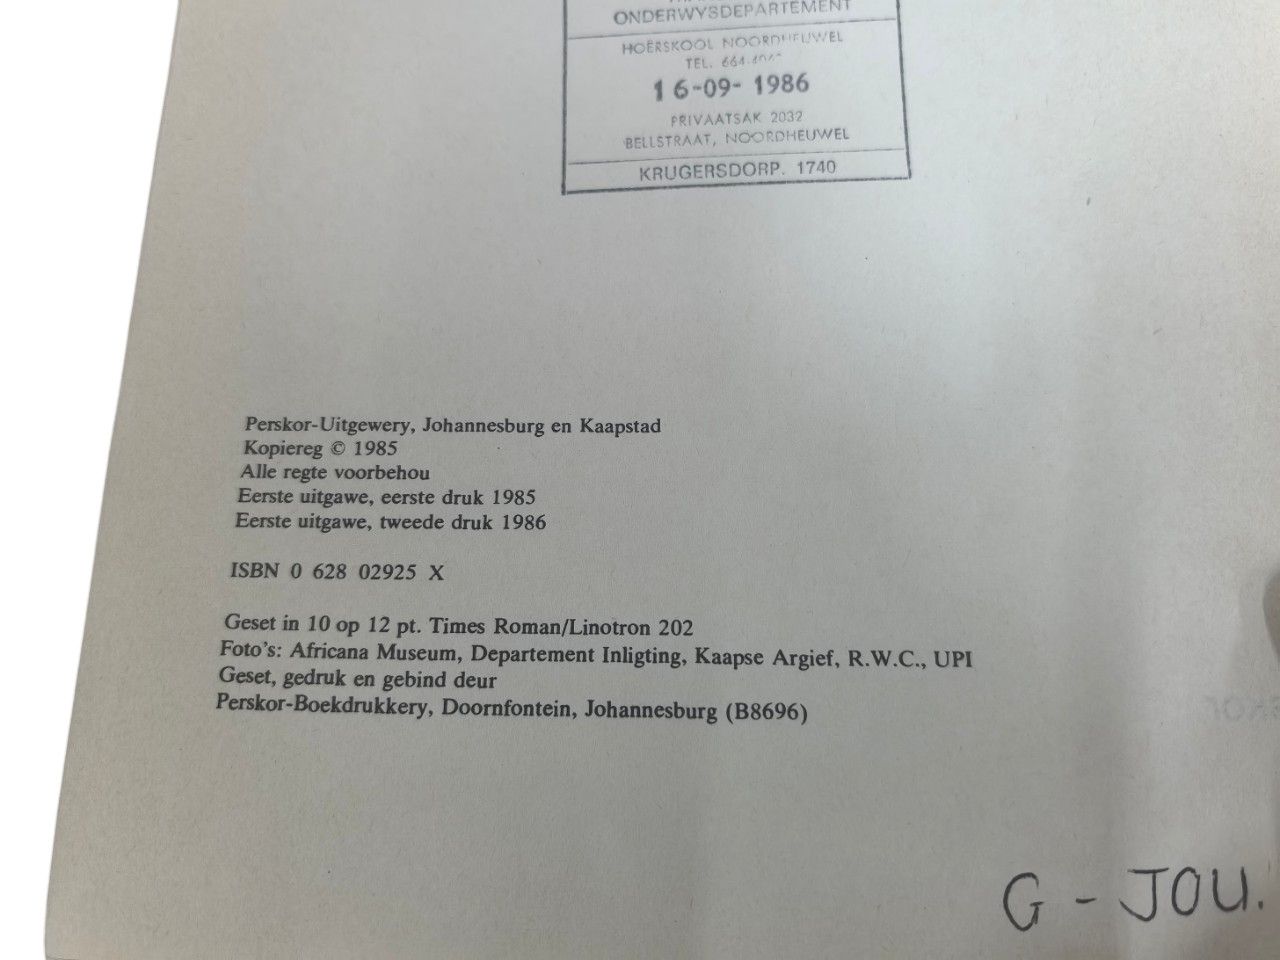 ONDERWYSDEPARTEMENT
HOËRSKOOL NOORDHEUWEL
TEL. 664
16-09-1986
PRIVAATSAK 2032
BELLSTRAAT, NOORDHEUWEL
KRUGERSDORP. 1740
Perskor-Uitgewery, Johannesburg en Kaapstad
Kopiereg © 1985
Alle regte voorbehou
Eerste uitgawe, eerste druk 1985
Eerste uitgawe, tweede druk 1986
ISBN 0 628 02925 X
Geset in 10 op 12 pt. Times Roman/Linotron 202
Foto's: Africana Museum, Departement Inligting, Kaapse Argief, R.W.C., UPI
Geset, gedruk en gebind deur
Perskor-Boekdrukkery, Doornfontein, Johannesburg (B8696)
G - JOU.